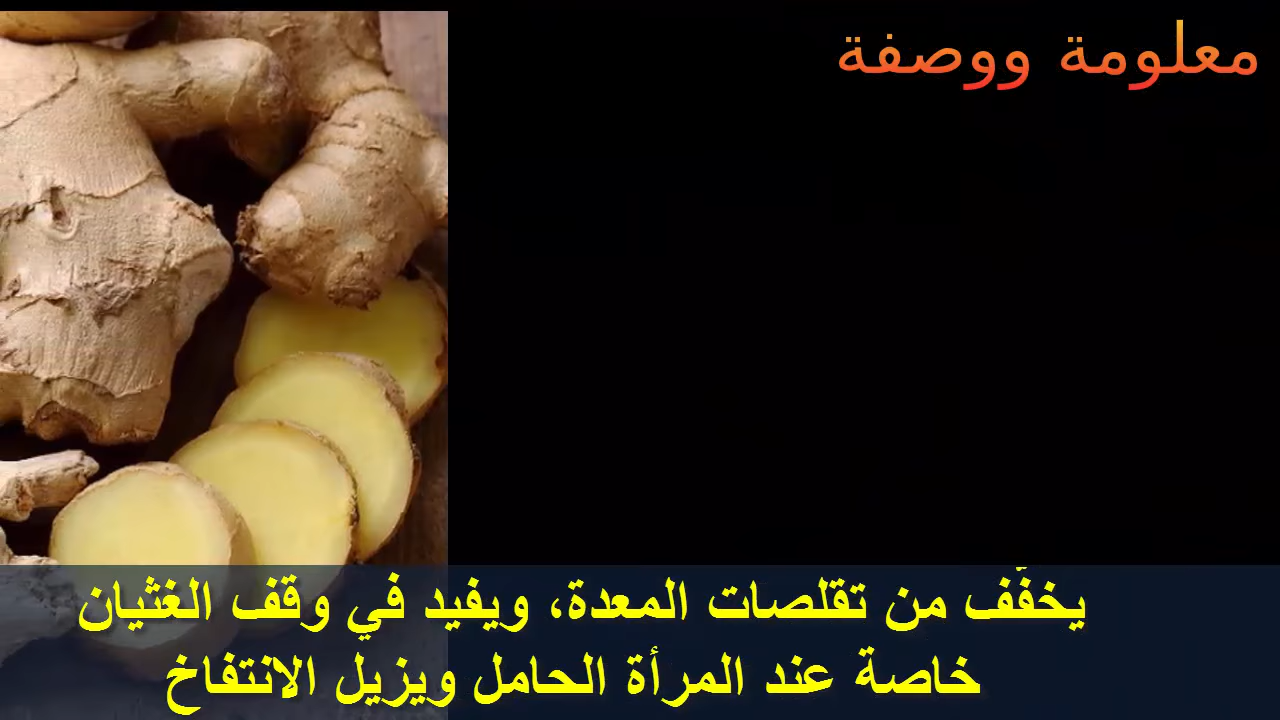 معلومة ووصفة
يخفَّف من تقلصات المعدة، ويفيد في وقف الغثيان
خاصة عند المرأة الحامل ويزيل الانتفاخ